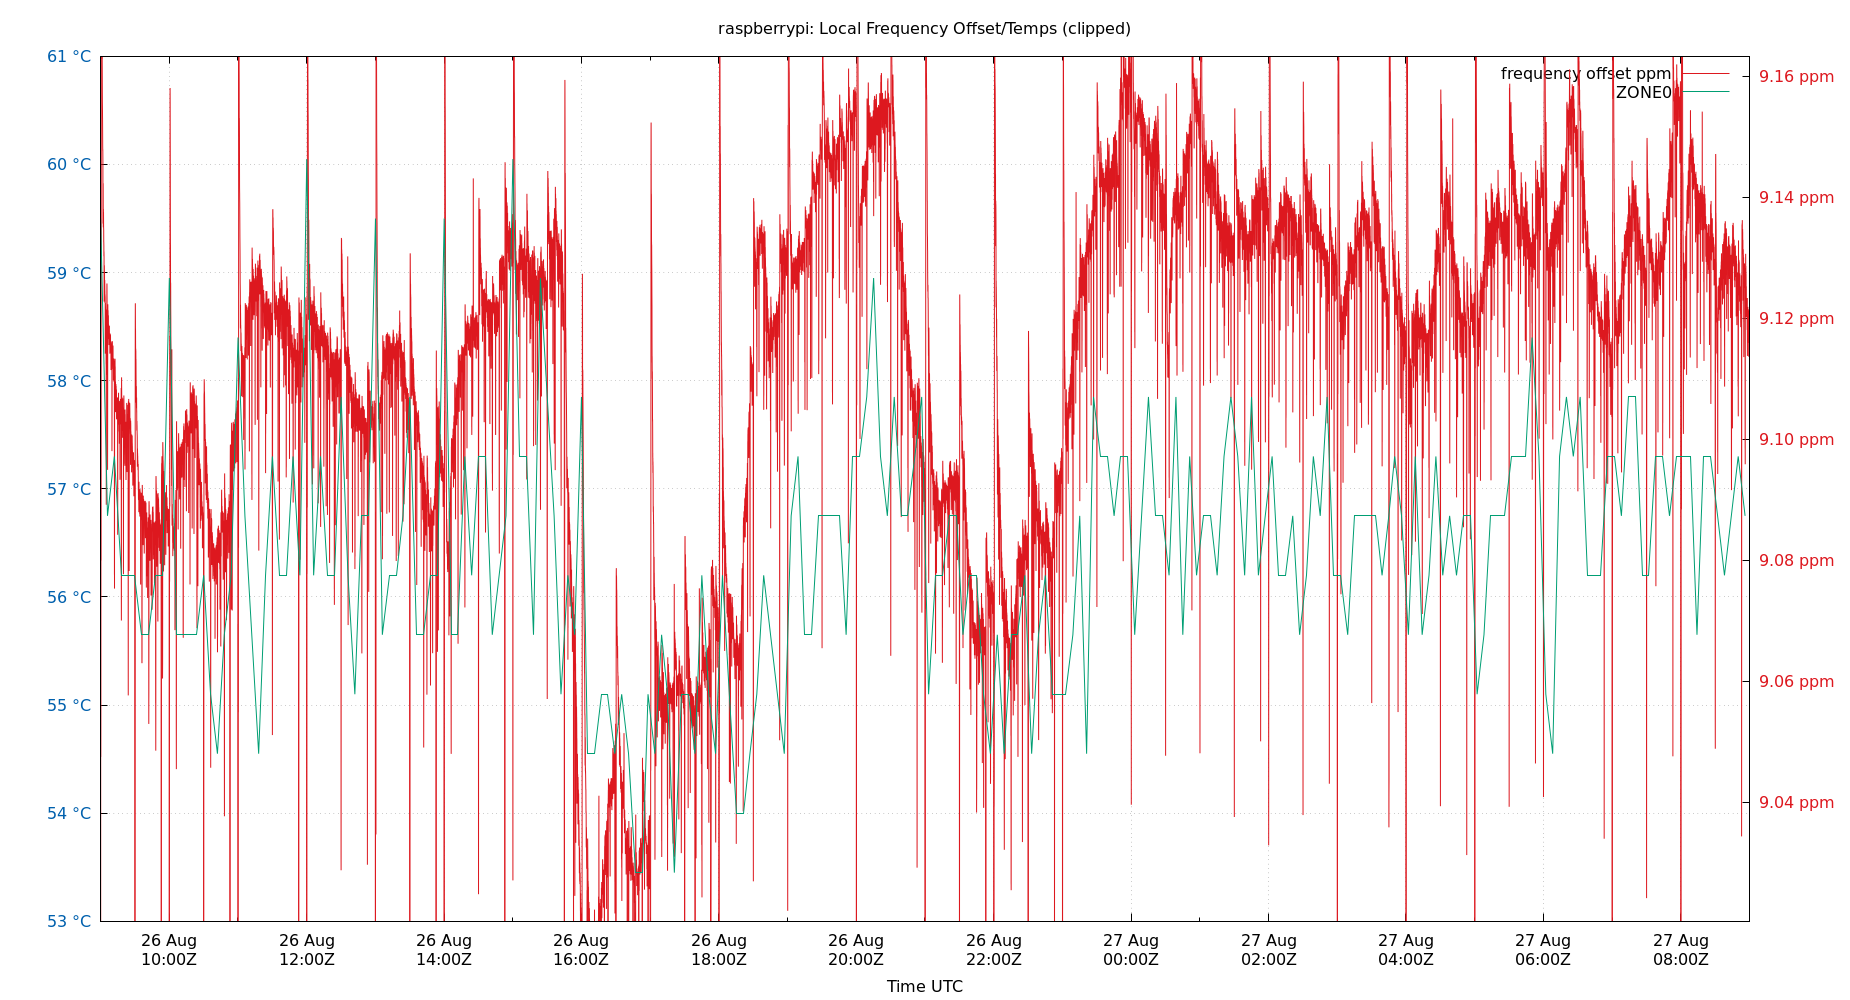 raspberrypi: Local Frequency Offset/Temps (clipped)
61 °C
60 °C
59 °C
58 °C
57 °C
56 °C
55 °C
54 °C
53 °C
frequency offset ppm
ZONE0
9.16 ppm
9.14 ppm
9.12 ppm
9.10 ppm
9.08 ppm
9.06 ppm
9.04 ppm
26 Aug 26 Aug 26 Aug 26 Aug 26 Aug 26 Aug 26 Aug 27 Aug 27 Aug 27 Aug 27 Aug 27 Aug
10:00Z 12:00Z 14:00Z 16:00Z 18:00Z 20:00Z 22:00Z 00:00Z 02:00Z 04:00Z 06:00Z 08:00Z
Time UTC